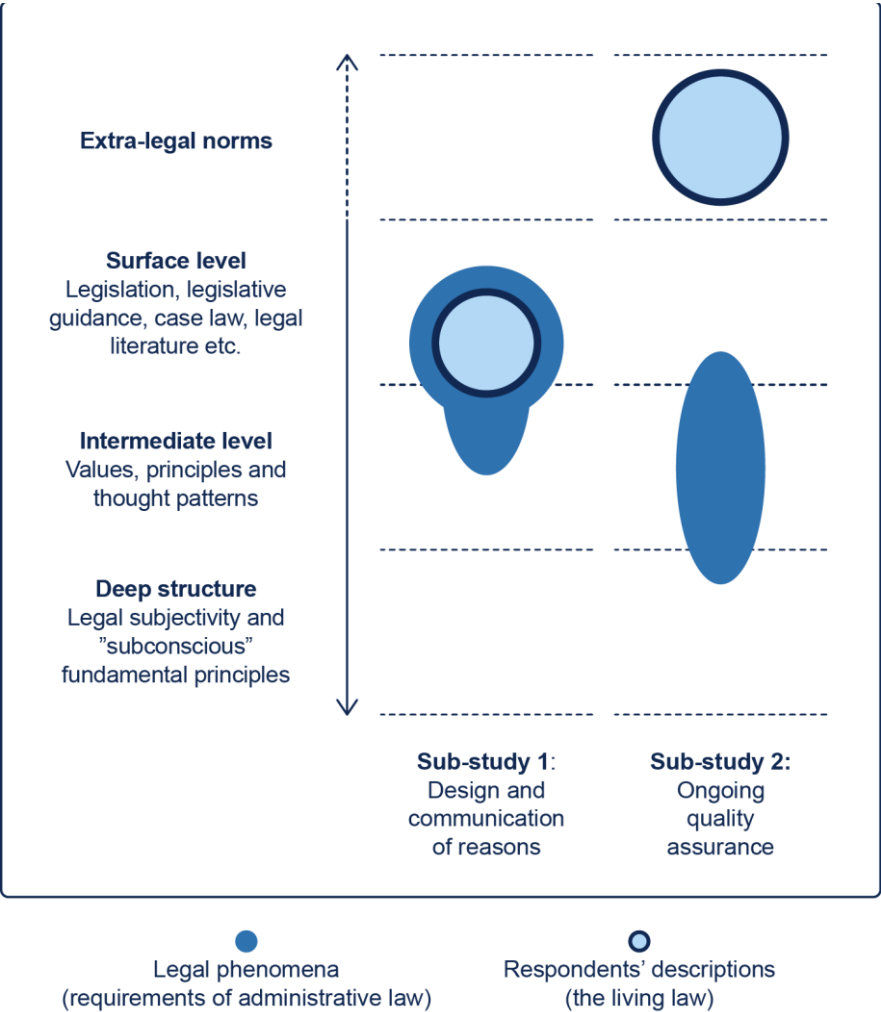 Extra-legal norms
Surface level
Legislation, legislative
guidance, case law, legal
literature etc.
Intermediate level
Values, principles and
thought patterns
Deep structure
Legal subjectivity and
”subconscious”
fundamental principles
Sub-study 1:
Design and
communication
of reasons
Sub-study 2:
Ongoing
quality
assurance
Legal phenomena
(requirements of administrative law)
Respondents’ descriptions
(the living law)